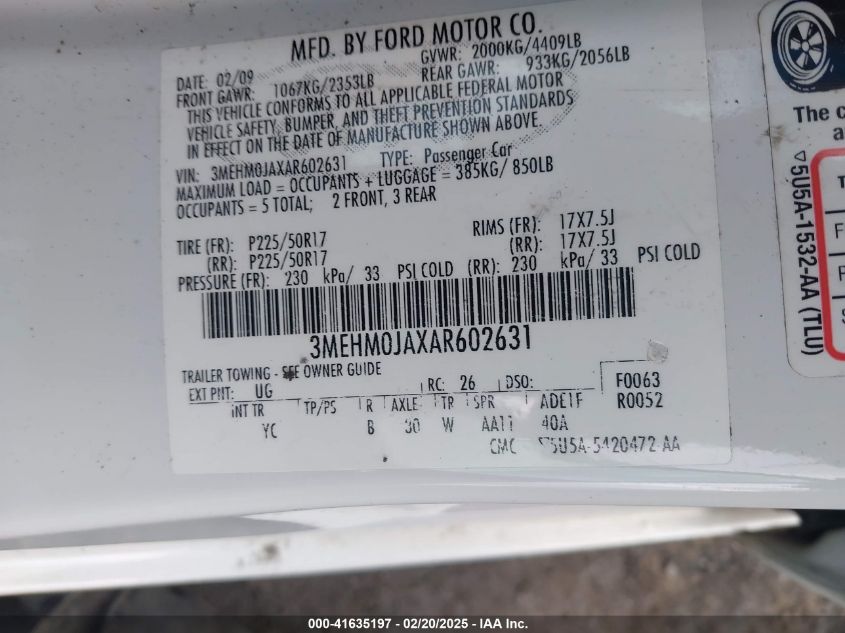 MFD. BY FORD MOTOR CO.
DATE: 02/09 GVWR: 2000KG/4409LB
FRONT GAWR: 1067KG/2353LB REAR GAWR: 933KG/2056LB
THIS VEHICLE CONFORMS TO ALL APPLICABLE FEDERAL MOTOR
VEHICLE SAFETY, BUMPER, AND THEFT PREVENTION STANDARDS
IN EFFECT ON THE DATE OF MANUFACTURE SHOWN ABOVE.
VIN: 3MEHM0JAXAR602631 TYPE: Passenger Car
MAXIMUM LOAD = OCCUPANTS + LUGGAGE = 385KG/ 850LB
OCCUPANTS = 5 TOTAL; 2 FRONT, 3 REAR
TIRE (FR): P225/50R17 RIMS (FR): 17X7.5J
(RR): P225/50R17 (RR): 17X7.5J
PRESSURE (FR): 230 kPa/ 33 PSI COLD (RR): 230 kPa/ 33 PSI COLD
3MEHM0JAXAR602631
TRAILER TOWING - SEE OWNER GUIDE
EXT PNT: UG RC: 26 DSO: F0063
INT TR TP/PS R AXLE TR SPR ADE1F R0052
YC B W AA11 40A
5U5A-5420472 AA
The c
a
5U5A-1532-AA (TLU)
T
F
F
S
000-41635197 - 02/20/2025 - IAA Inc.